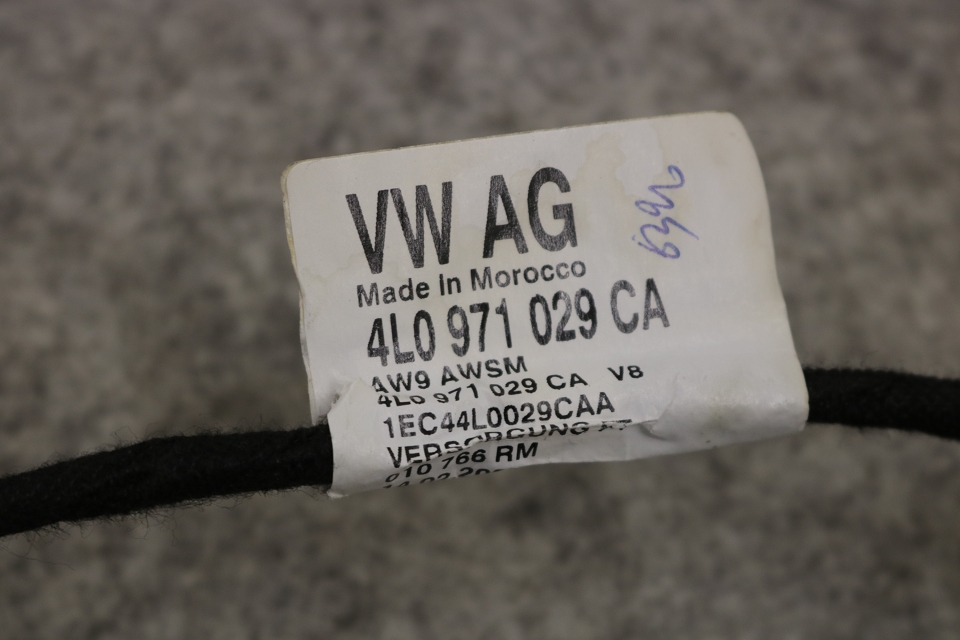 VW AG
Made In Morocco
4L0 971 029 CA
AW9 AWSM
4L0 971 029 CA V8
1EC44L0029CAA
VERSORGUNG
010 766 RM